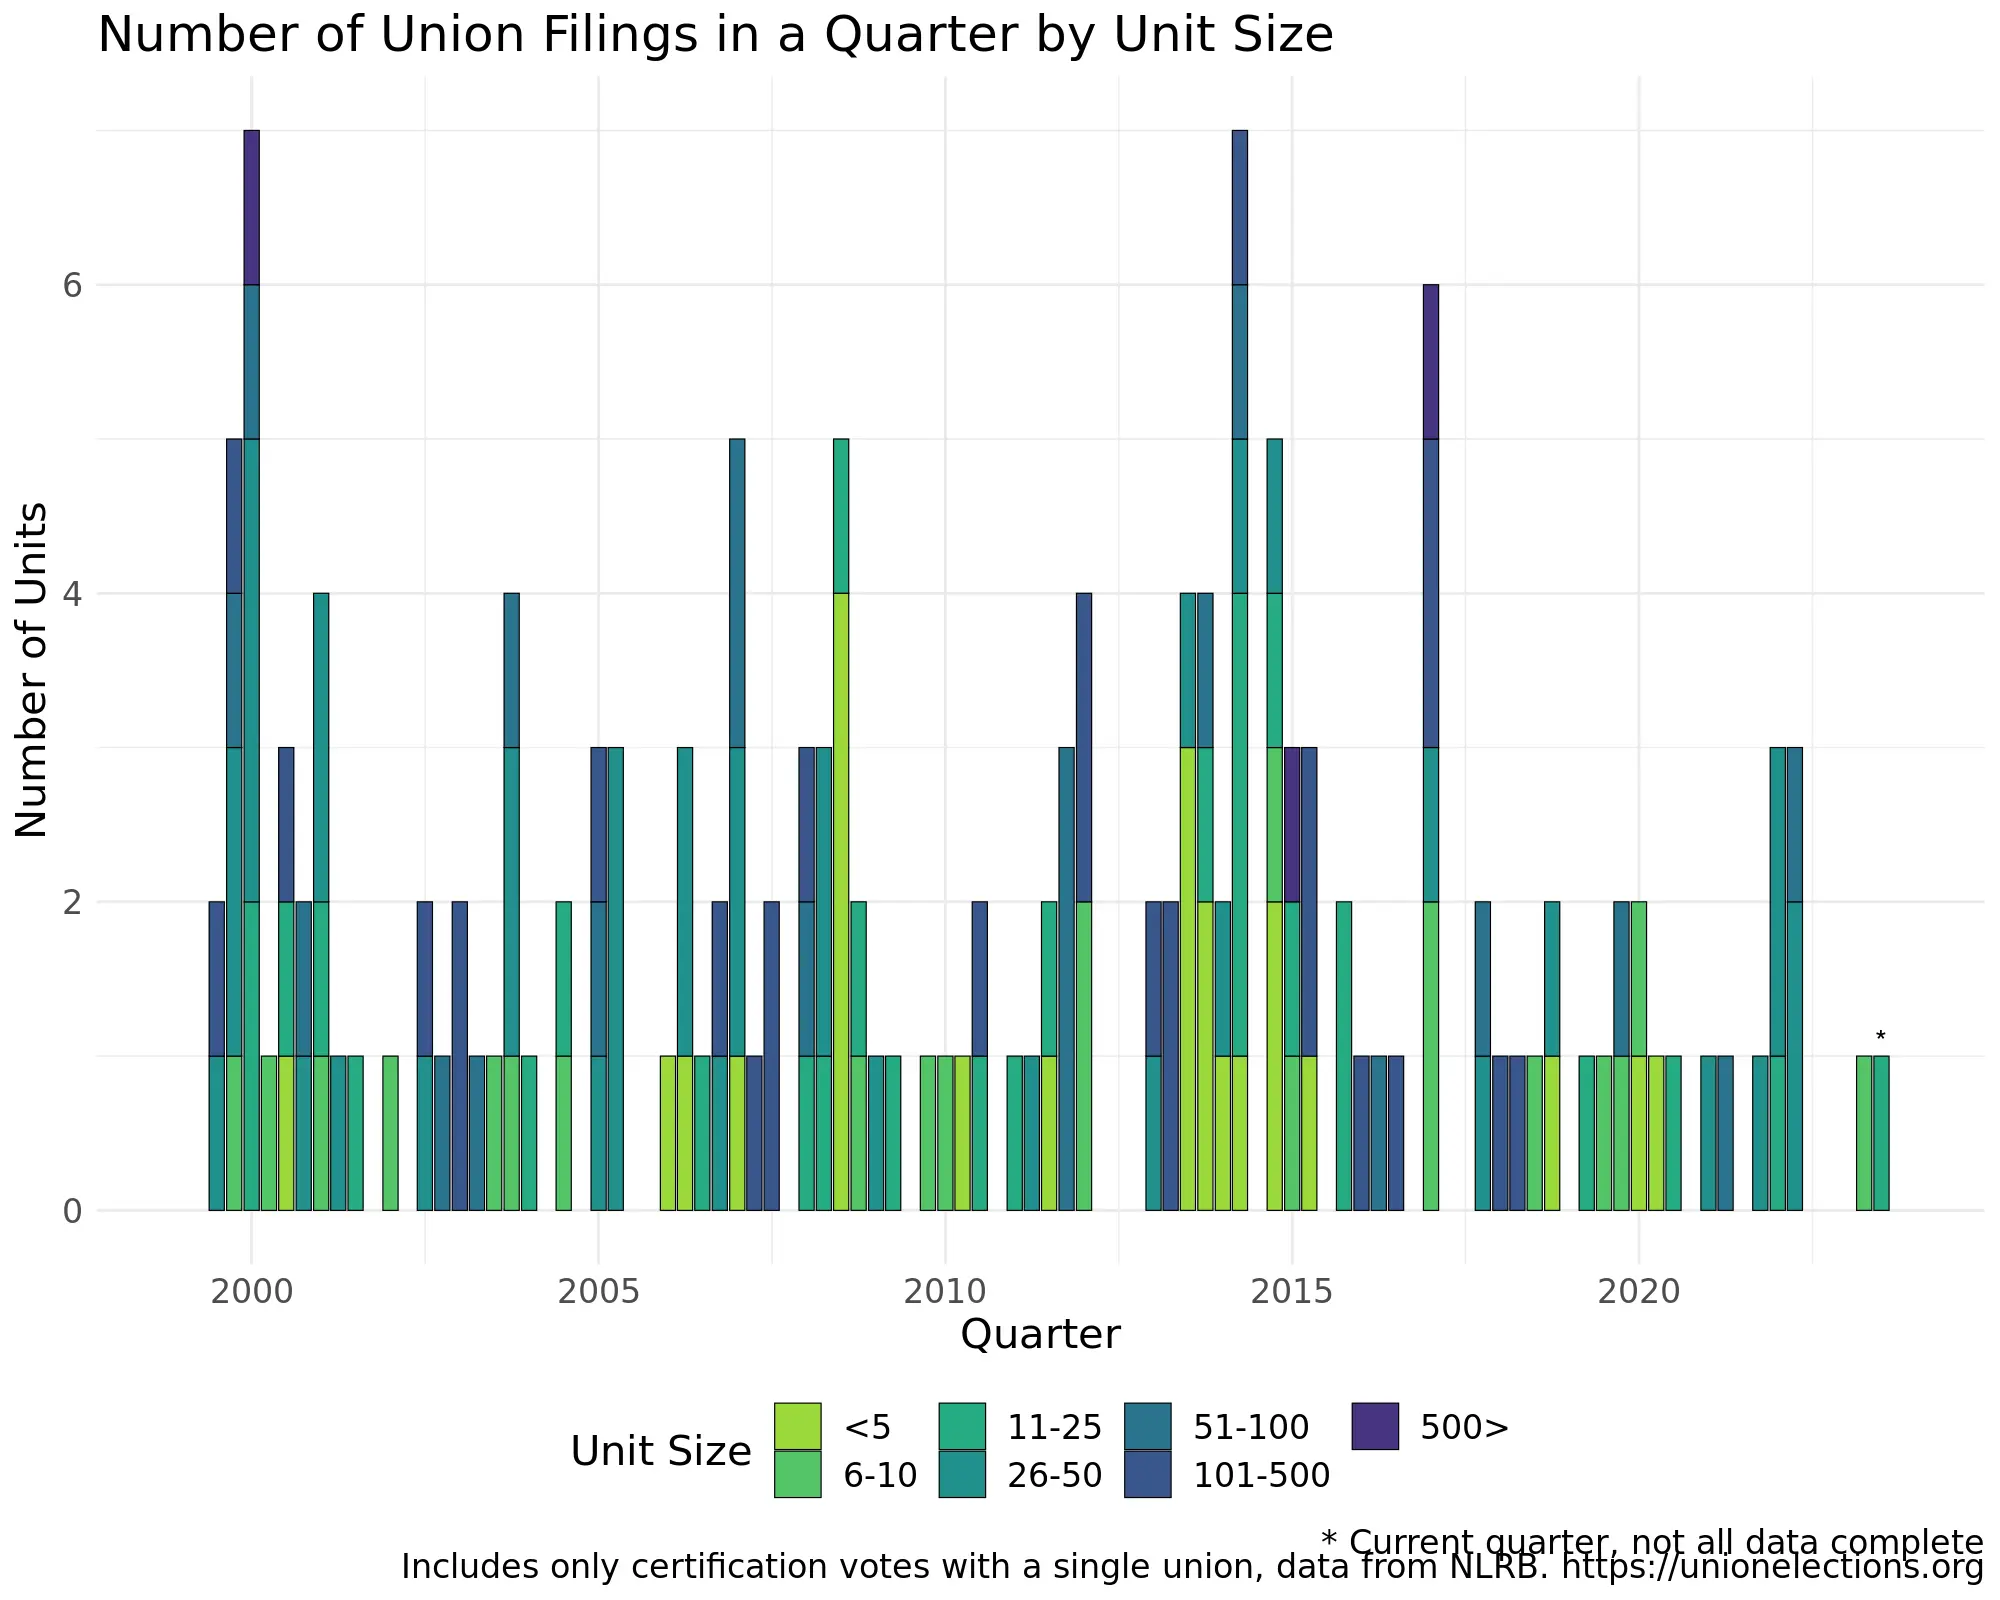 Number of Union Filings in a Quarter by Unit Size
Number of Units
6
4
2
0
*
2000 2005 2010 2015 2020
Quarter
Unit Size
<5 11-25 51-100 500>
6-10 26-50 101-500
* Current quarter, not all data complete
Includes only certification votes with a single union, data from NLRB. https://unionelections.org